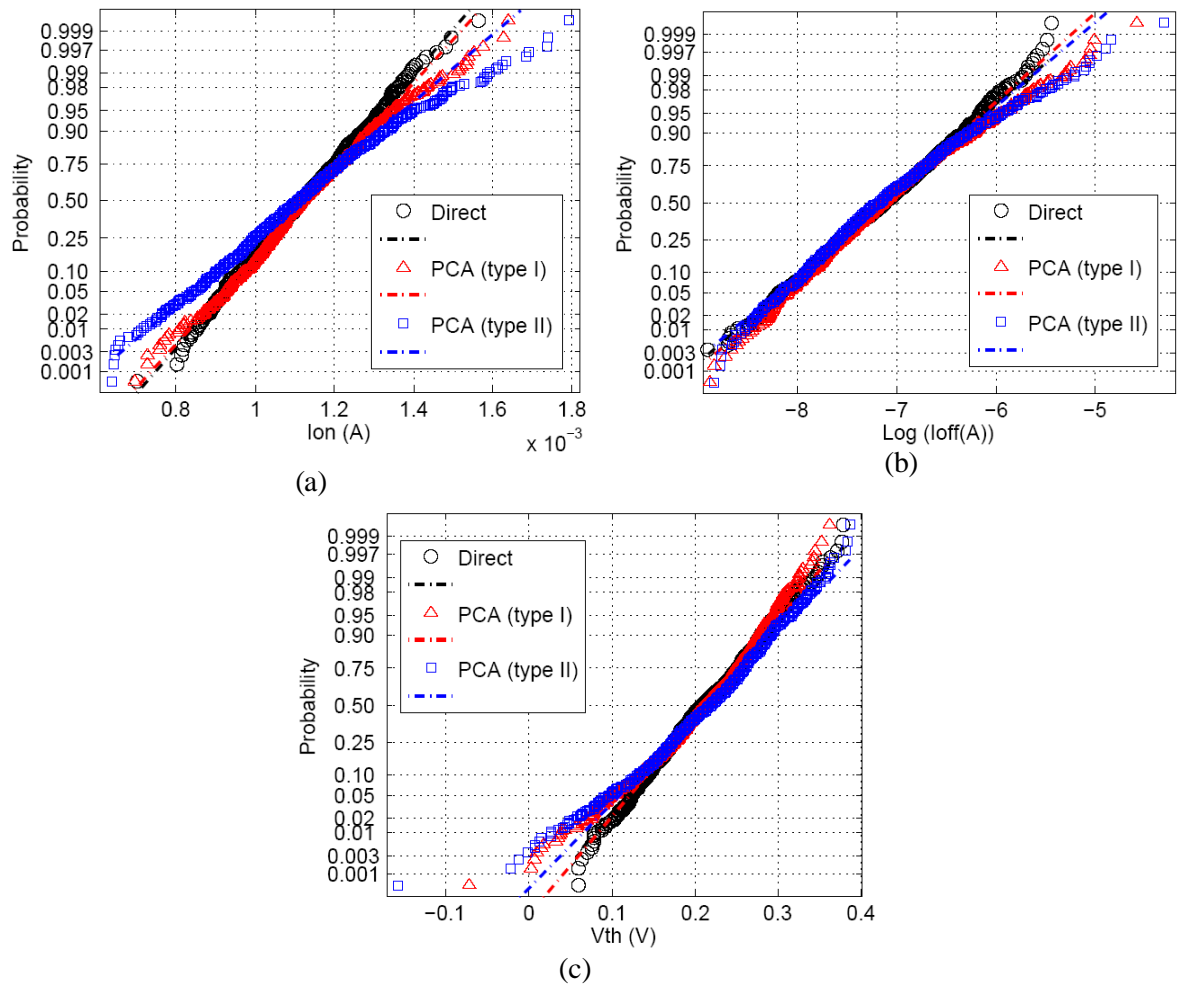 0.999
0.997
0.99
0.98
0.95
0.90
0.75
0.50
0.25
0.10
0.05
0.02
0.01
0.003
0.001
Probability
Direct
PCA (type I)
PCA (type II)
0.8 1 1.2 1.4 1.6 1.8
Ion (A)
x 10−3
(a)
0.999
0.997
0.99
0.98
0.95
0.90
0.75
0.50
0.25
0.10
0.05
0.02
0.01
0.003
0.001
Probability
Direct
PCA (type I)
PCA (type II)
−8 −7 −6 −5
Log (Ioff(A))
(b)
0.999
0.997
0.99
0.98
0.95
0.90
0.75
0.50
0.25
0.10
0.05
0.02
0.01
0.003
0.001
Probability
Direct
PCA (type I)
PCA (type II)
−0.1 0 0.1 0.2 0.3 0.4
Vth (V)
(c)